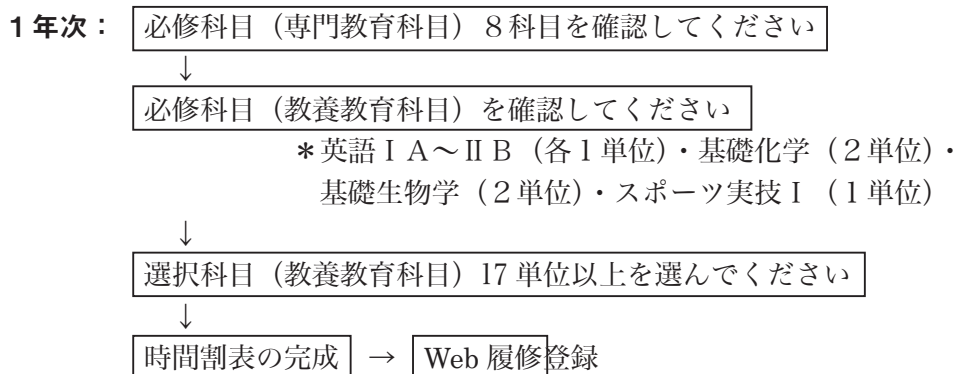 1年次： 必修科目（専門教育科目）８科目を確認してください
↓
必修科目（教養教育科目）を確認してください
＊英語ⅠA～ⅡB（各１単位）・基礎化学（２単位）・
基礎生物学（２単位）・スポーツ実技Ⅰ（１単位）
↓
選択科目（教養教育科目）17単位以上を選んでください
↓
時間割表の完成 → Web 履修登録